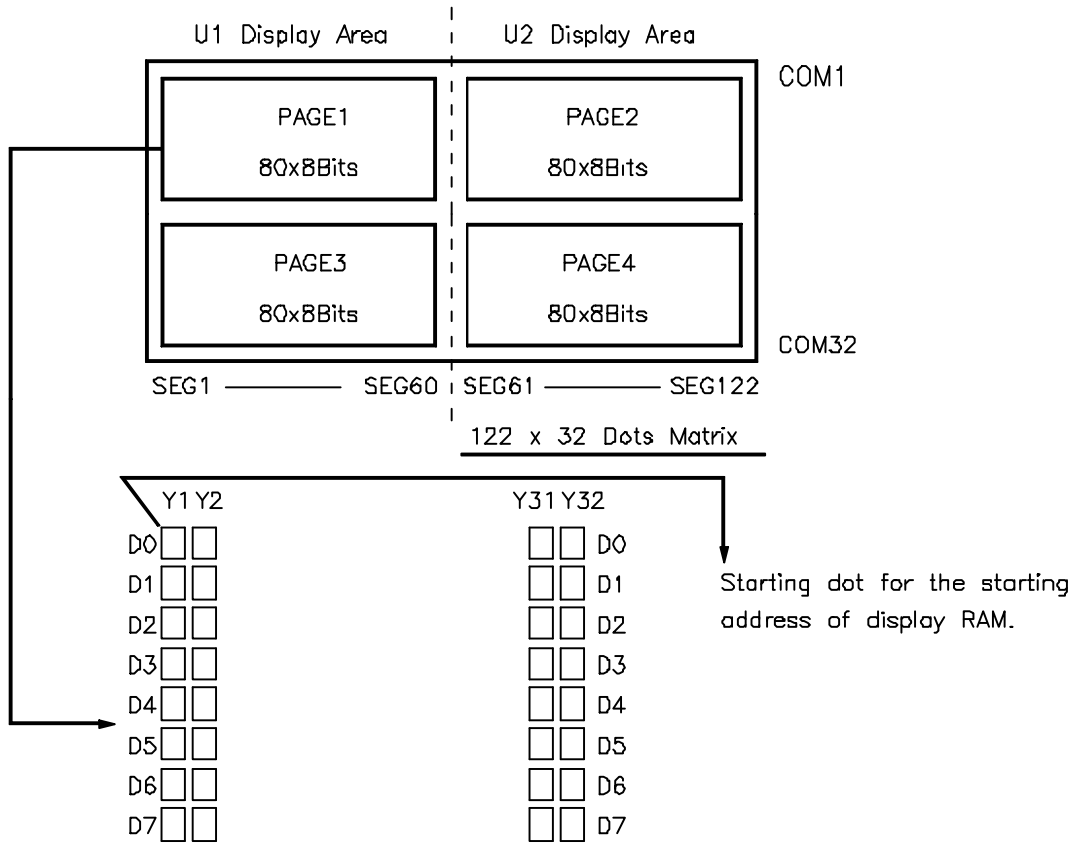 U1 Display Area
U2 Display Area
COM1
PAGE1
80x8Bits
PAGE2
80x8Bits
PAGE3
80x8Bits
PAGE4
80x8Bits
COM32
SEG1 SEG60 SEG61 SEG122
122 x 32 Dots Matrix
Y1 Y2 Y31 Y32
D0 D0
D1 D1
D2 D2
D3 D3
D4 D4
D5 D5
D6 D6
D7 D7
Starting dot for the starting
address of display RAM.